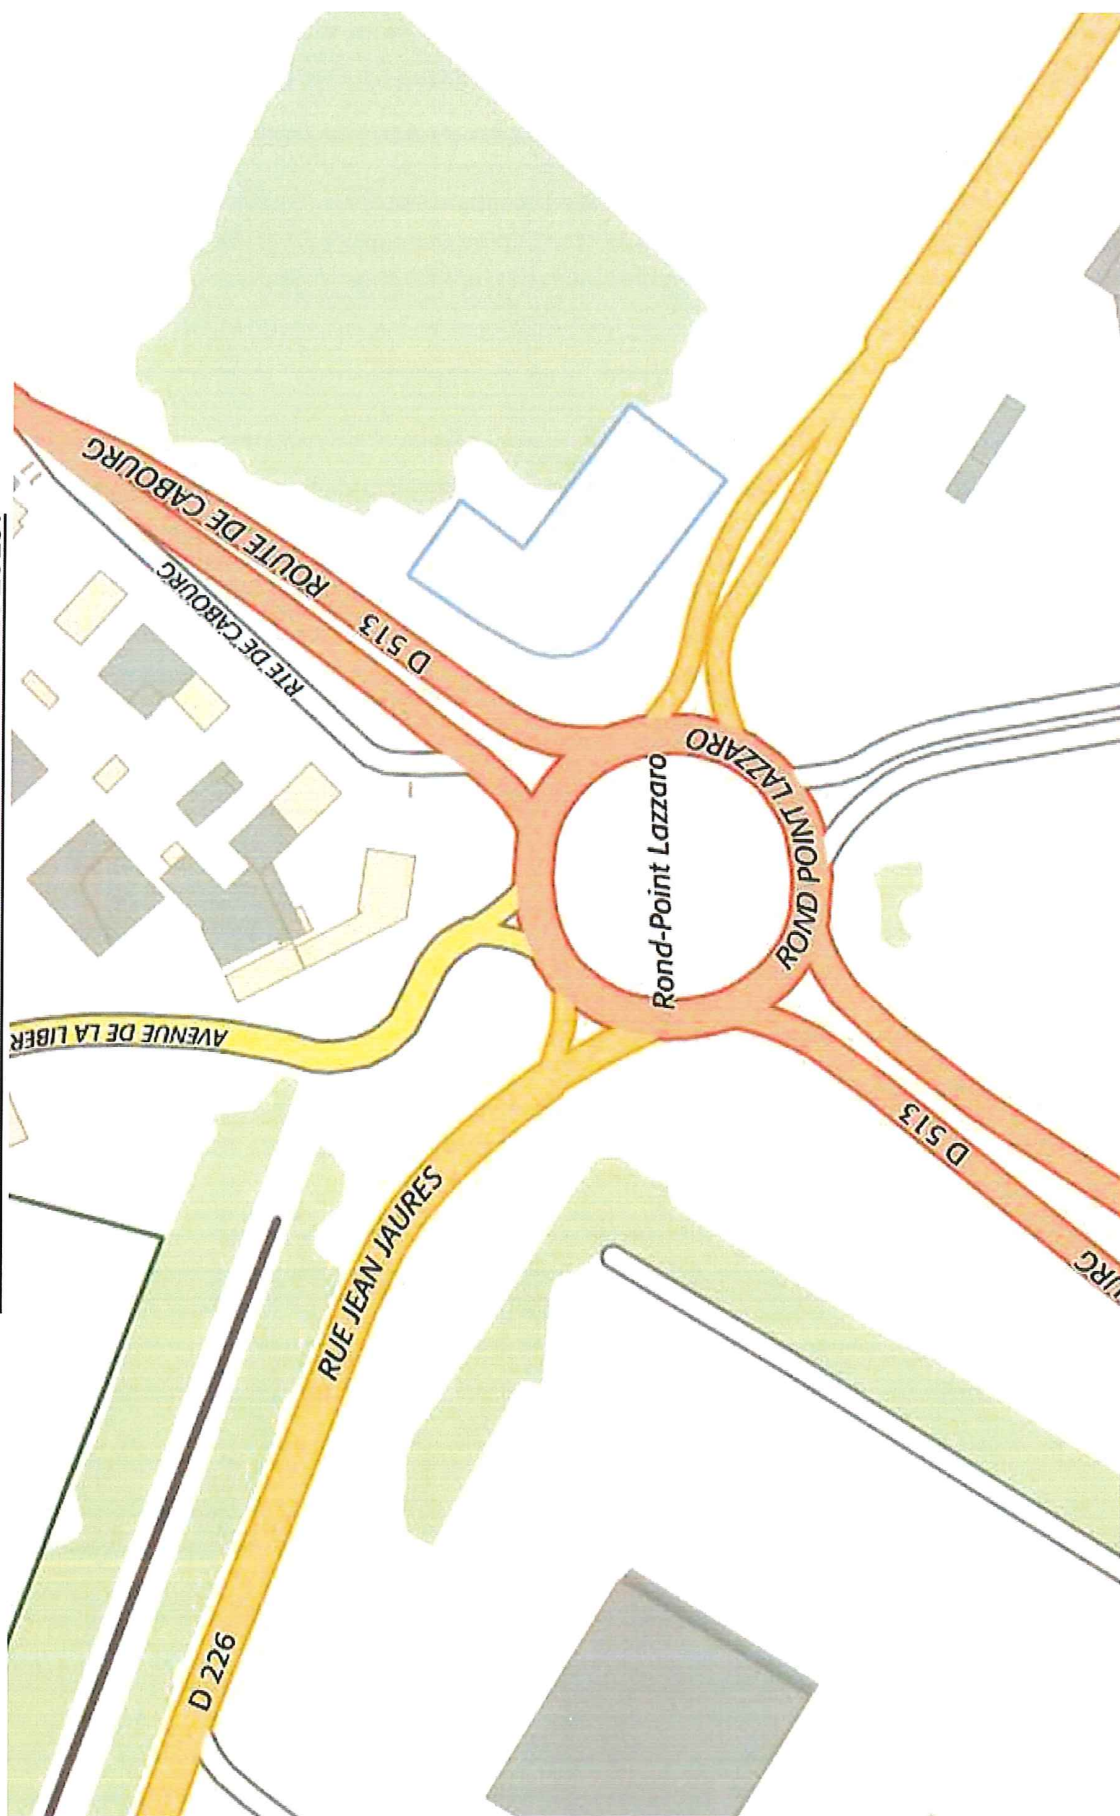 ROUTE DE CABOURG
D 513
RTE DE CABOURG
Rond-Point Lazzaro
ROND POINT LAZZARO
AVENUE DE LA LIBER
D 513
URG
RUE JEAN JAURES
D 226